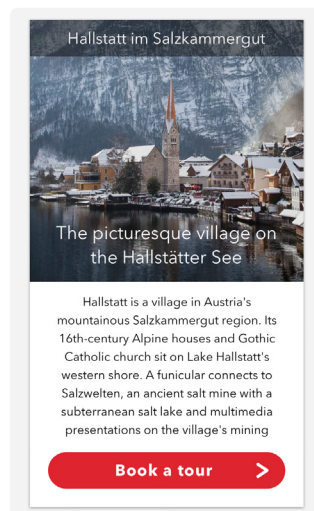 Hallstatt im Salzkammergut
The picturesque village on
the Hallstätter See
Hallstatt is a village in Austria's
mountainous Salzkammergut region. Its
16th-century Alpine houses and Gothic
Catholic church sit on Lake Hallstatt's
western shore. A funicular connects to
Salzwelten, an ancient salt mine with a
subterranean salt lake and multimedia
presentations on the village's mining
Book a tour